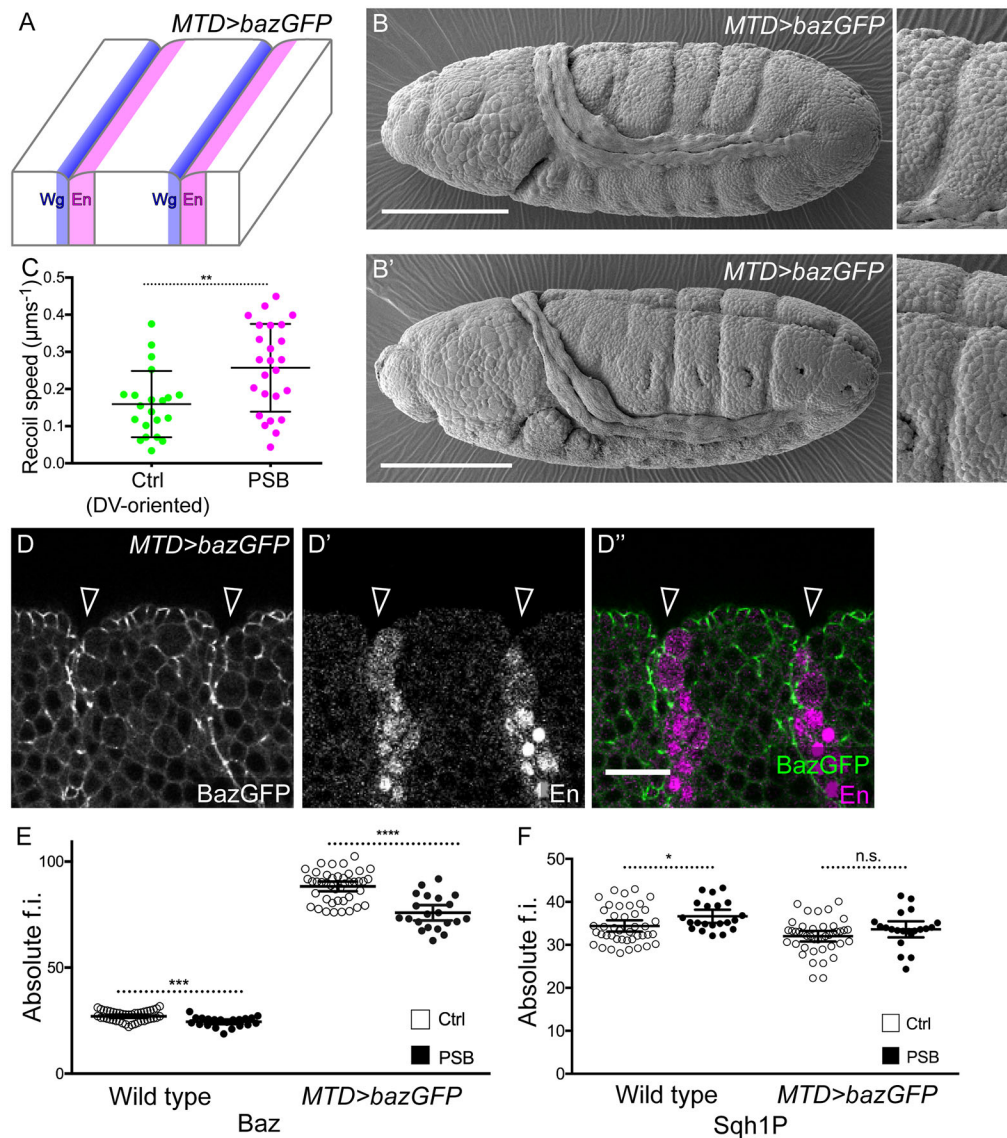 A
MTD>bazGFP
Wg
En
Wg
En
B
MTD>bazGFP
B'
MTD>bazGFP
C
**
0.5
0.4
0.3
0.2
0.1
0.0
Recoil speed (µms-1)
Ctrl
(DV-oriented)
PSB
D
MTD>bazGFP
BazGFP
D'
En
D''
BazGFP
En
E
****
***
100
50
0
Absolute f.i.
Ctrl
PSB
Wild type
MTD>bazGFP
Baz
F
*
n.s.
50
40
30
20
10
0
Absolute f.i.
Ctrl
PSB
Wild type
MTD>bazGFP
Sqh1P